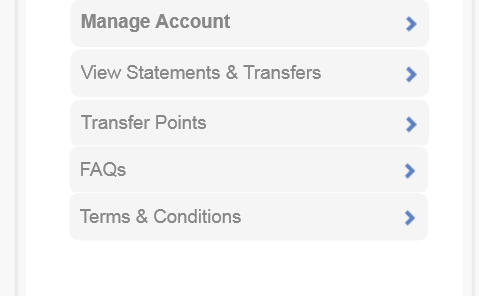 Manage Account
View Statements & Transfers
Transfer Points
FAQs
Terms & Conditions